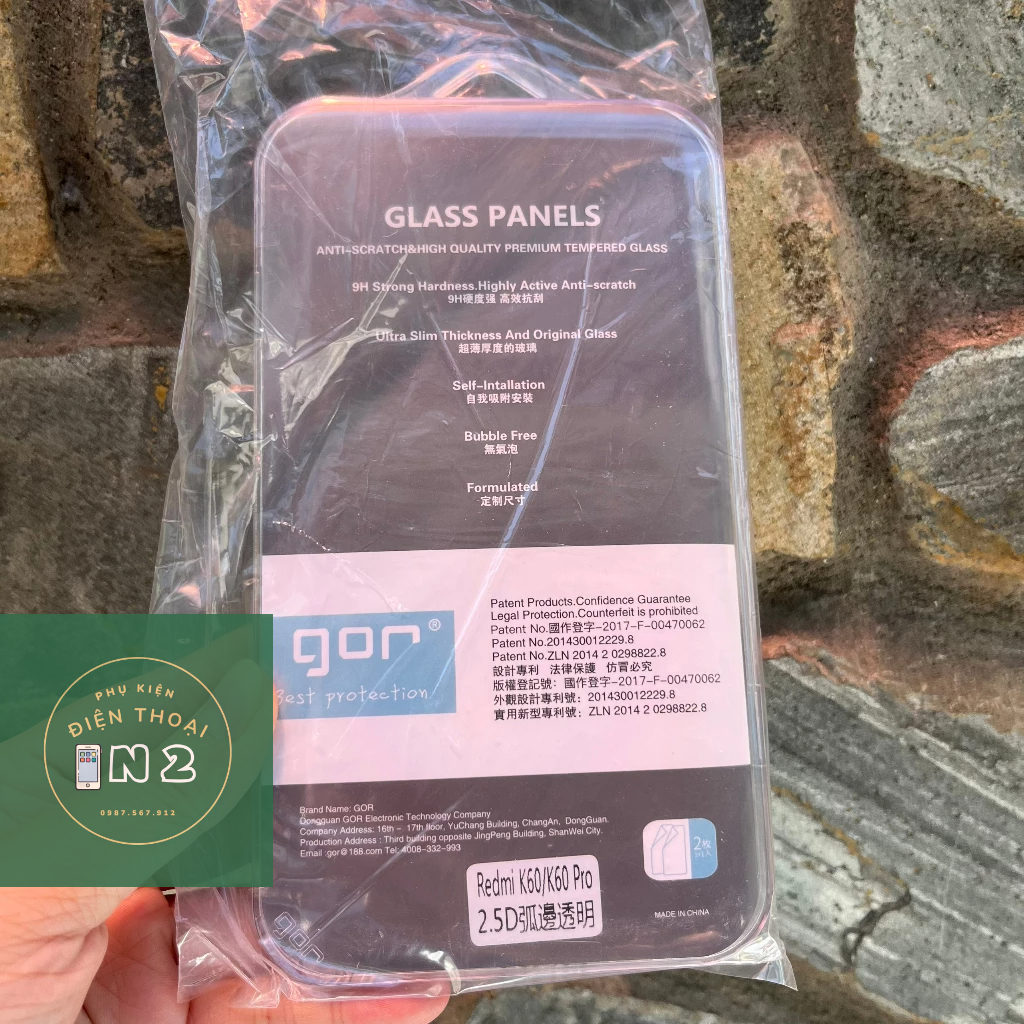 GLASS PANELS
ANTI-SCRATCH&HIGH QUALITY PREMIUM TEMPERED GLASS
9H Strong Hardness.Highly Active Anti-scratch
9H硬度强 高效抗刮
Ultra Slim Thickness And Original Glass
超薄厚度的玻璃
Self-Intallation
自我吸附安裝
Bubble Free
無氣泡
Formulated
定制尺寸
gor®
Best protection
Patent Products.Confidence Guarantee
Legal Protection.Counterfeit is prohibited
Patent No.國作登字-2017-F-00470062
Patent No.201430012229.8
Patent No.ZLN 2014 2 0298822.8
設計專利 法律保護 仿冒必究
版權登記號: 國作登字-2017-F-00470062
外觀設計專利號: 201430012229.8
實用新型專利號: ZLN 2014 2 0298822.8
PHỤ KIỆN
ĐIỆN THOẠI
N2
0987.567.912
Brand Name: GOR
Dongguan GOR Electronic Technology Company
Company Address: 16th - 17th floor, YuChang Building, ChangAn, DongGuan.
Production Address : Third building opposite JingPeng Building, ShanWei City.
Email :gor@188.com Tel: 4008-332-993
2枚
Redmi K60/K60 Pro
2.5D弧邊透明
MADE IN CHINA
gor